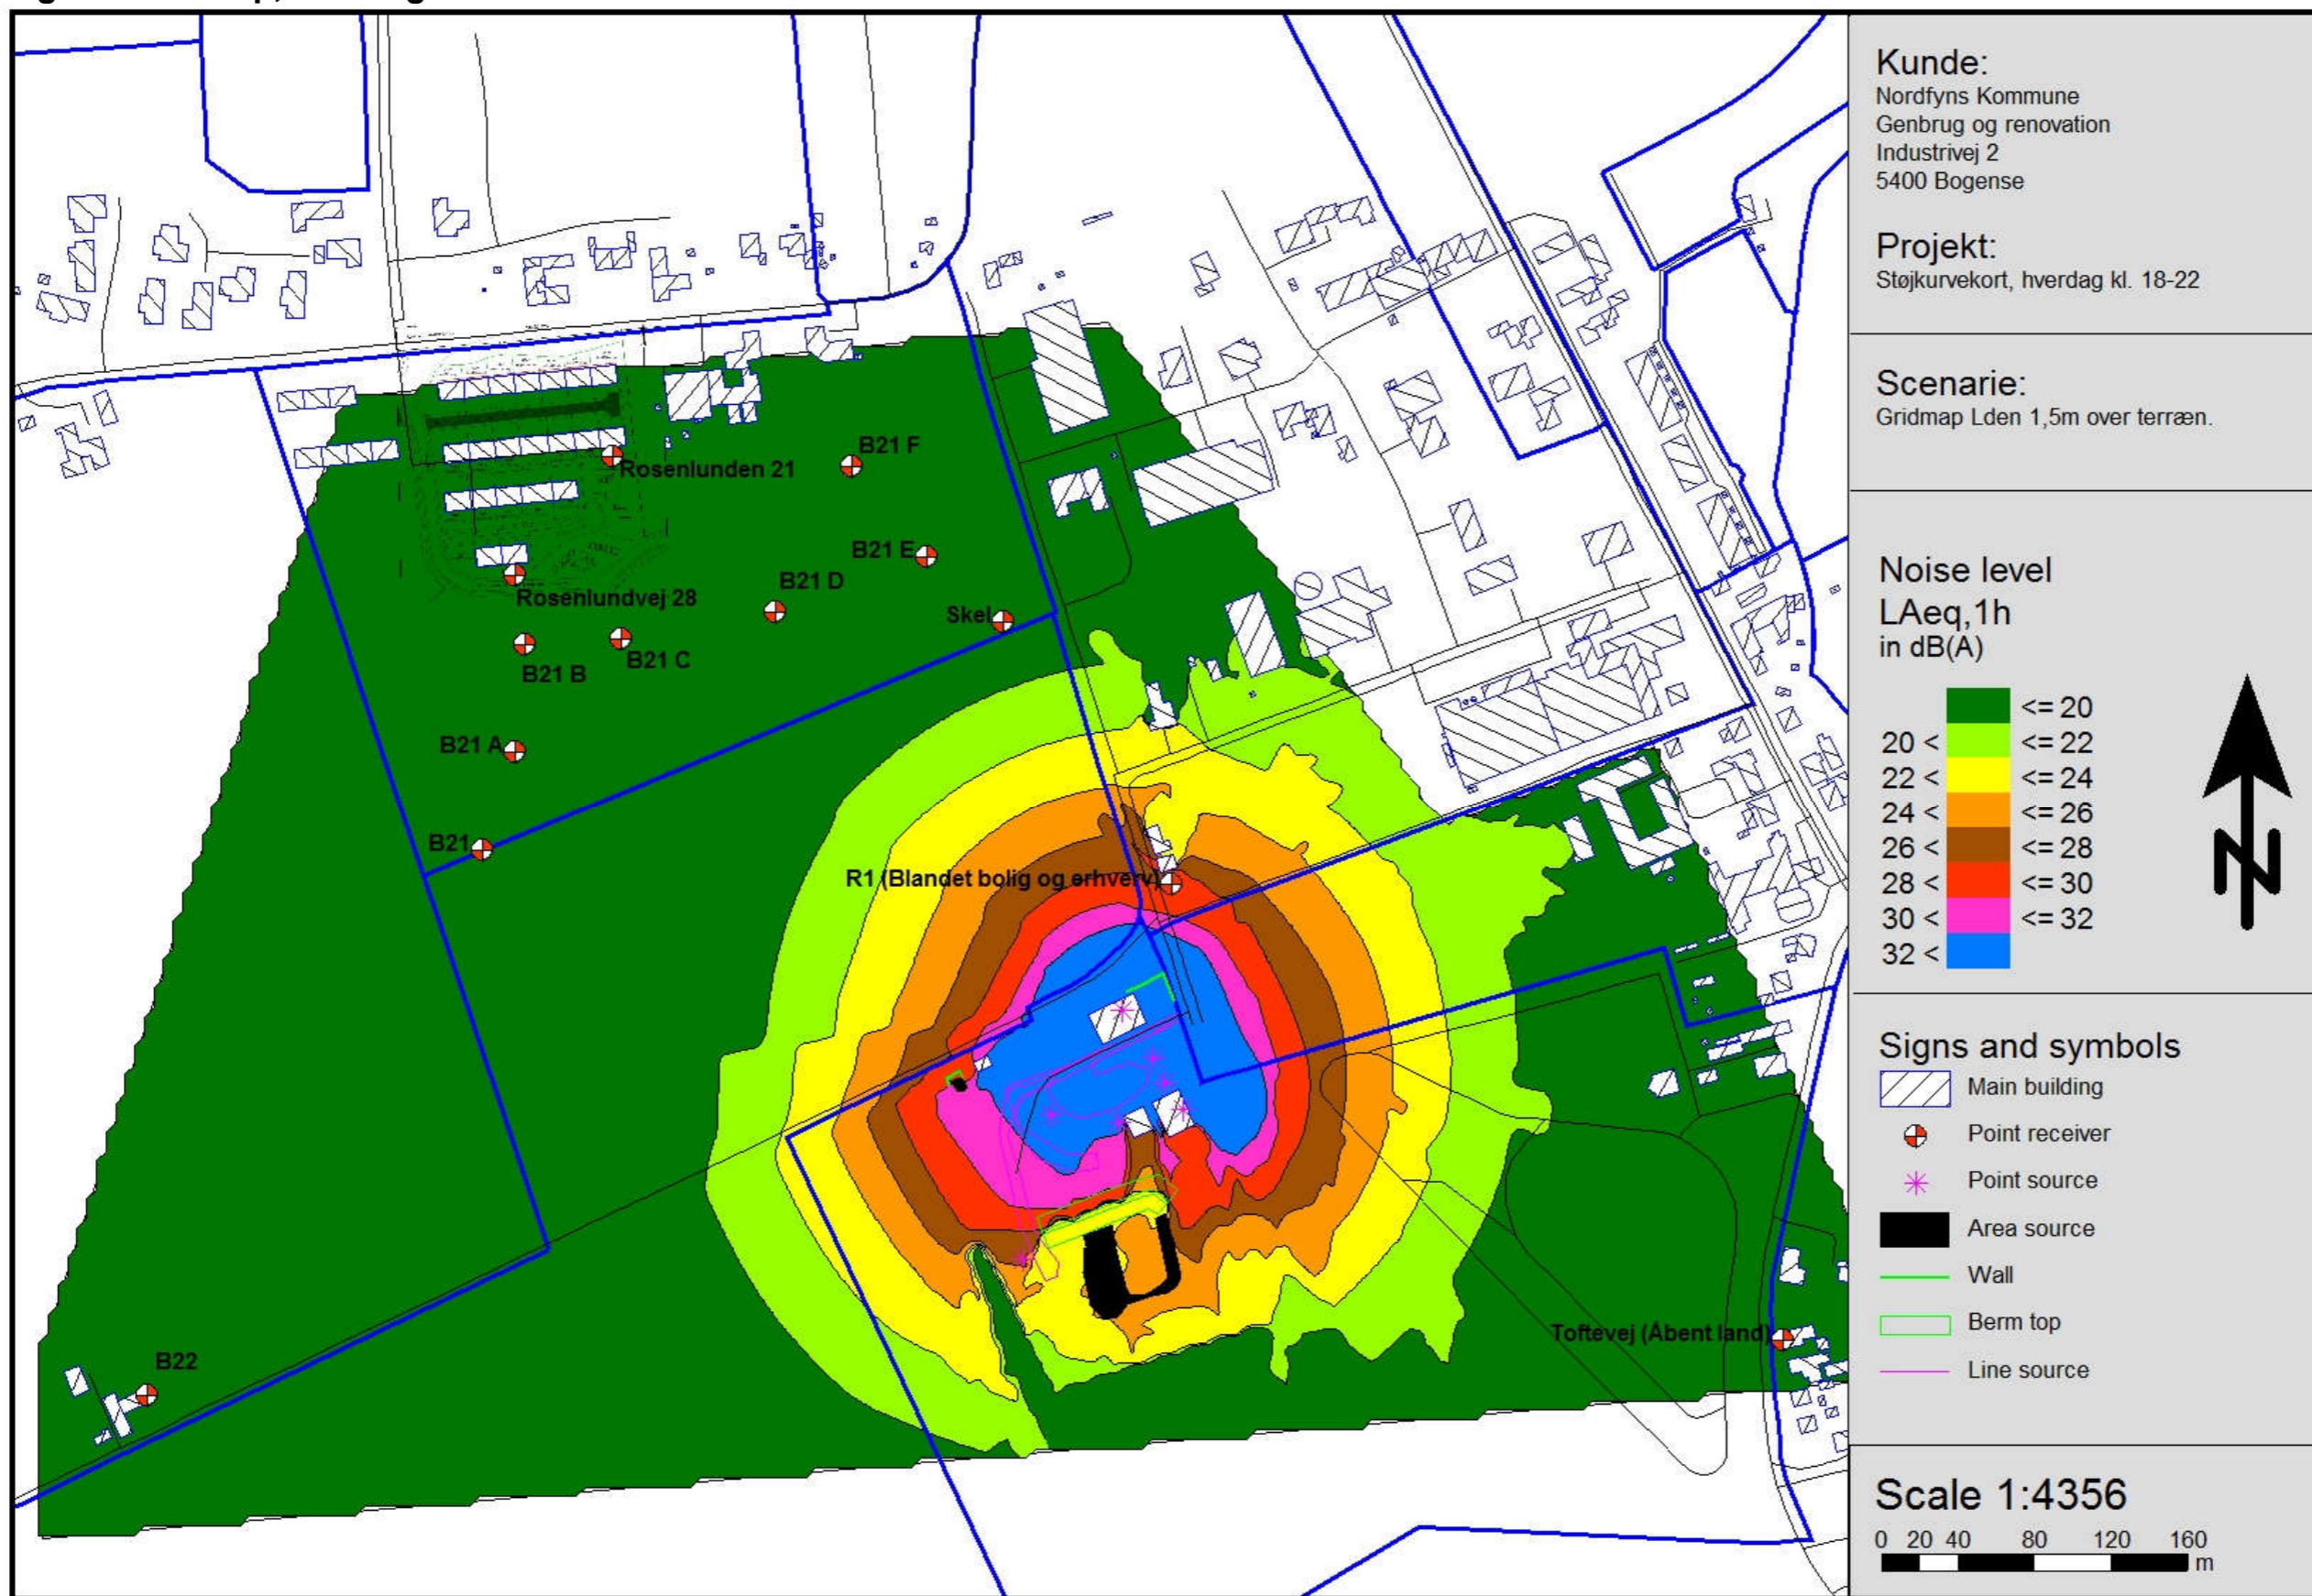 Kunde:
Nordfyns Kommune
Genbrug og renovation
Industrivej 2
5400 Bogense
Projekt:
Støjkurvekort, hverdag kl. 18-22
Scenarie:
Gridmap Lden 1,5m over terræn.
Noise level
LAeq,1h
in dB(A)
<= 20
20 < <= 22
22 < <= 24
24 < <= 26
26 < <= 28
28 < <= 30
30 < <= 32
32 <
N
Signs and symbols
Main building
Point receiver
Point source
Area source
Wall
Berm top
Line source
Scale 1:4356
0 20 40 80 120 160
m
B21 F
Rosenlunden 21
B21 E
B21 D
Rosenlundvej 28
Skel
B21 C
B21 B
B21 A
B21
R1 (Blandet bolig og erhverv)
Toftevej (Åbent land)
B22